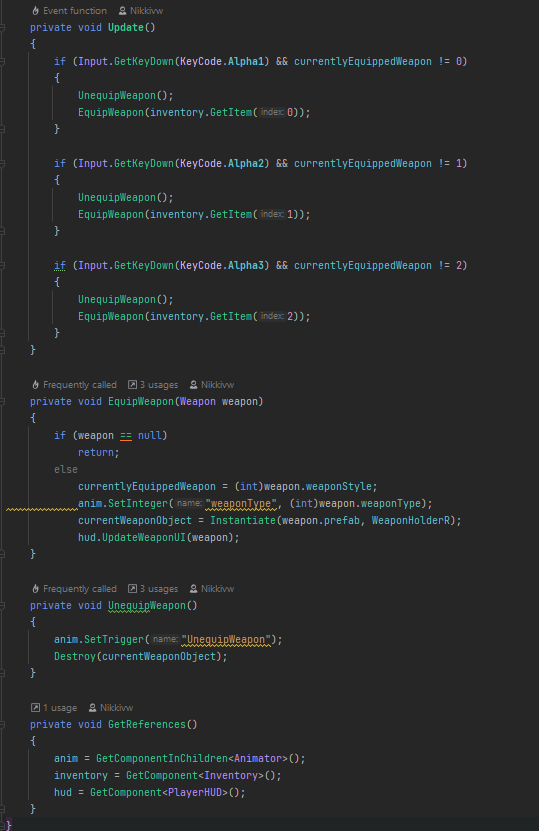 Event function Nikkivw
private void Update()
{
if (Input.GetKeyDown(KeyCode.Alpha1) && currentlyEquippedWeapon != 0)
{
UnequipWeapon();
EquipWeapon(inventory.GetItem( index: 0));
}
if (Input.GetKeyDown(KeyCode.Alpha2) && currentlyEquippedWeapon != 1)
{
UnequipWeapon();
EquipWeapon(inventory.GetItem( index: 1));
}
if (Input.GetKeyDown(KeyCode.Alpha3) && currentlyEquippedWeapon != 2)
{
UnequipWeapon();
EquipWeapon(inventory.GetItem( index: 2));
}
}
Frequently called 3 usages Nikkivw
private void EquipWeapon(Weapon weapon)
{
if (weapon == null)
return;
else
currentlyEquippedWeapon = (int)weapon.weaponStyle;
anim.SetInteger( name: "weaponType", (int)weapon.weaponType);
currentWeaponObject = Instantiate(weapon.prefab, WeaponHolderR);
hud.UpdateWeaponUI(weapon);
}
Frequently called 3 usages Nikkivw
private void UnequipWeapon()
{
anim.SetTrigger( name: "UnequipWeapon");
Destroy(currentWeaponObject);
}
1 usage Nikkivw
private void GetReferences()
{
anim = GetComponentInChildren<Animator>();
inventory = GetComponent<Inventory>();
hud = GetComponent<PlayerHUD>();
}
}